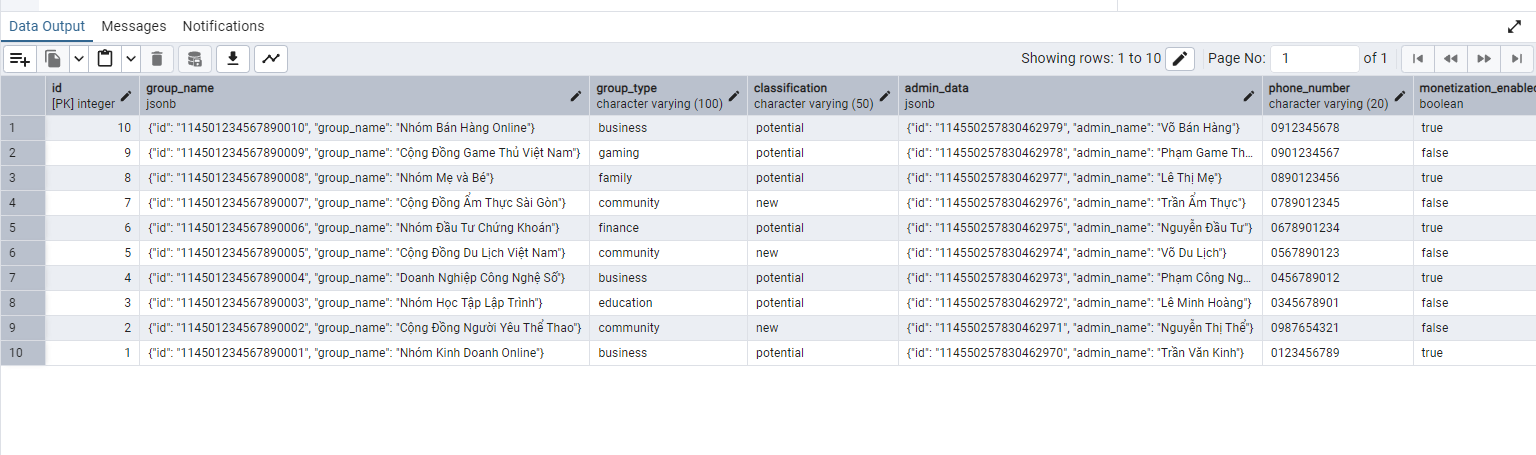 Data Output Messages Notifications
Showing rows: 1 to 10 Page No: 1 of 1
id group_name group_type classification admin_data phone_number monetization_enabled
[PK] integer jsonb character varying (100) character varying (50) jsonb character varying (20) boolean
1 10 {"id": "114501234567890010", "group_name": "Nhóm Bán Hàng Online"} business potential {"id": "114550257830462979", "admin_name": "Võ Bán Hàng"} 0912345678 true
2 9 {"id": "114501234567890009", "group_name": "Cộng Đồng Game Thủ Việt Nam"} gaming potential {"id": "114550257830462978", "admin_name": "Phạm Game Th... 0901234567 false
3 8 {"id": "114501234567890008", "group_name": "Nhóm Mẹ và Bé"} family potential {"id": "114550257830462977", "admin_name": "Lê Thị Mẹ"} 0890123456 true
4 7 {"id": "114501234567890007", "group_name": "Cộng Đồng Ẩm Thực Sài Gòn"} community new {"id": "114550257830462976", "admin_name": "Trần Ẩm Thực"} 0789012345 false
5 6 {"id": "114501234567890006", "group_name": "Nhóm Đầu Tư Chứng Khoán"} finance potential {"id": "114550257830462975", "admin_name": "Nguyễn Đầu Tư"} 0678901234 true
6 5 {"id": "114501234567890005", "group_name": "Cộng Đồng Du Lịch Việt Nam"} community new {"id": "114550257830462974", "admin_name": "Võ Du Lịch"} 0567890123 false
7 4 {"id": "114501234567890004", "group_name": "Doanh Nghiệp Công Nghệ Số"} business potential {"id": "114550257830462973", "admin_name": "Phạm Công Ng... 0456789012 true
8 3 {"id": "114501234567890003", "group_name": "Nhóm Học Tập Lập Trình"} education potential {"id": "114550257830462972", "admin_name": "Lê Minh Hoàng"} 0345678901 false
9 2 {"id": "114501234567890002", "group_name": "Cộng Đồng Người Yêu Thể Thao"} community new {"id": "114550257830462971", "admin_name": "Nguyễn Thị Thể"} 0987654321 false
10 1 {"id": "114501234567890001", "group_name": "Nhóm Kinh Doanh Online"} business potential {"id": "114550257830462970", "admin_name": "Trần Văn Kinh"} 0123456789 true